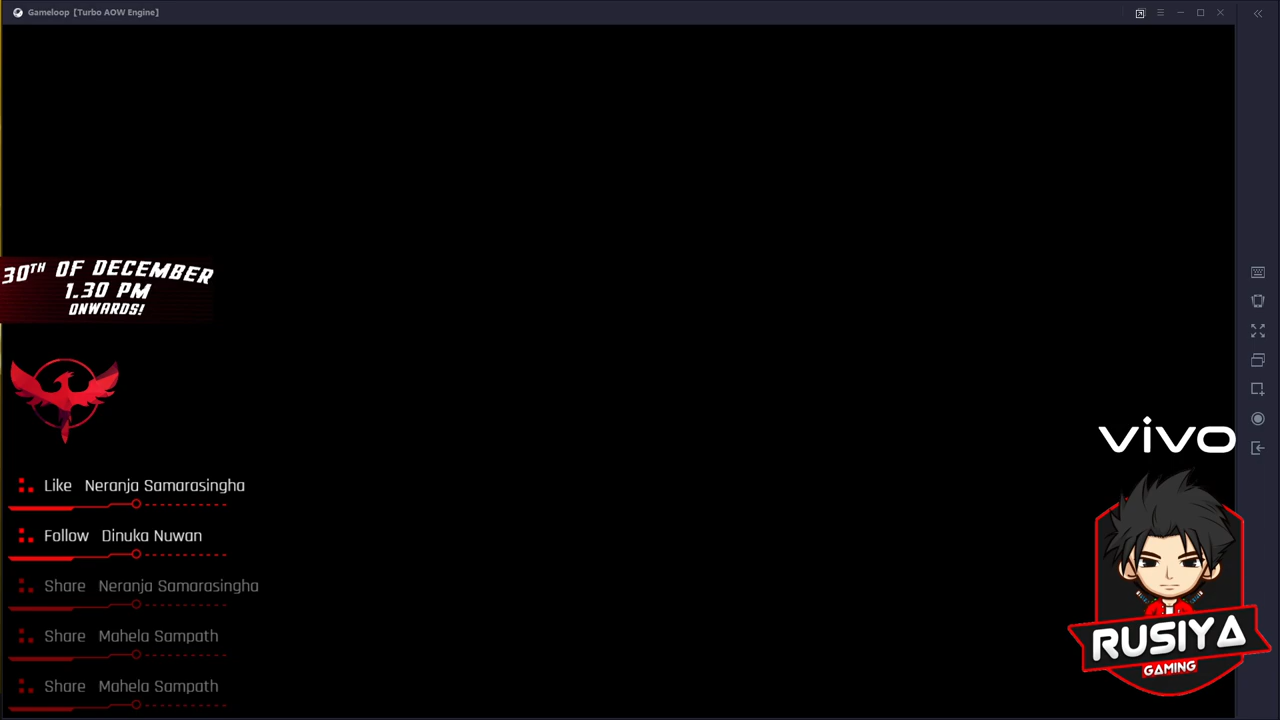 Gameloop【Turbo AOW Engine】
30TH OF DECEMBER
1.30 PM
ONWARDS!
vivo
Like Neranja Samarasingha
Follow Dinuka Nuwan
Share Neranja Samarasingha
Share Mahela Sampath
Share Mahela Sampath
RUSIYA
GAMING